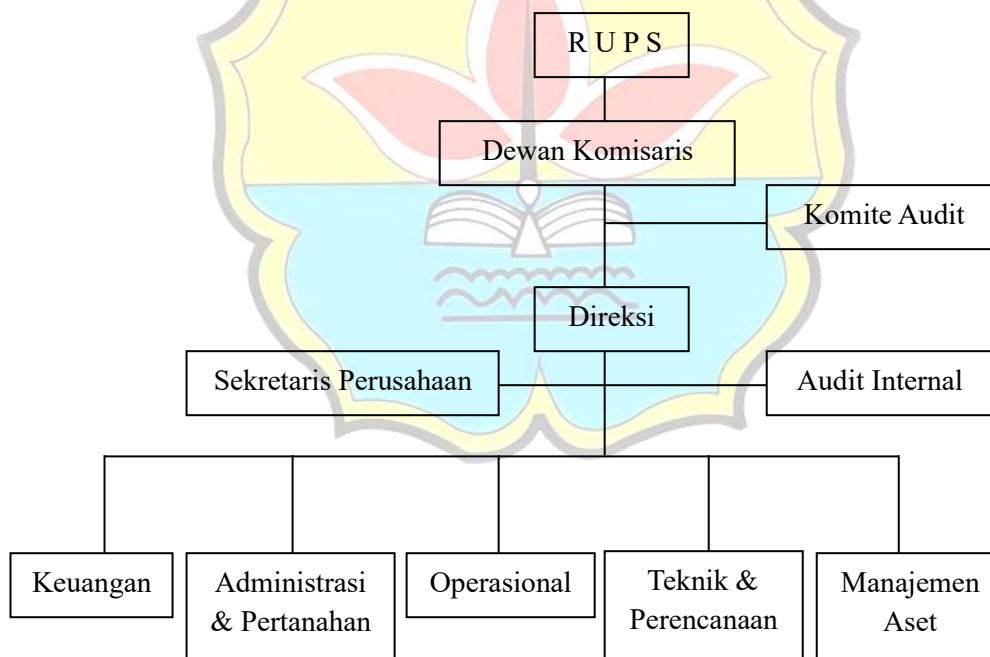 R U P S
Dewan Komisaris
Komite Audit
Direksi
Sekretaris Perusahaan
Audit Internal
Keuangan
Administrasi
& Pertanahan
Operasional
Teknik &
Perencanaan
Manajemen
Aset